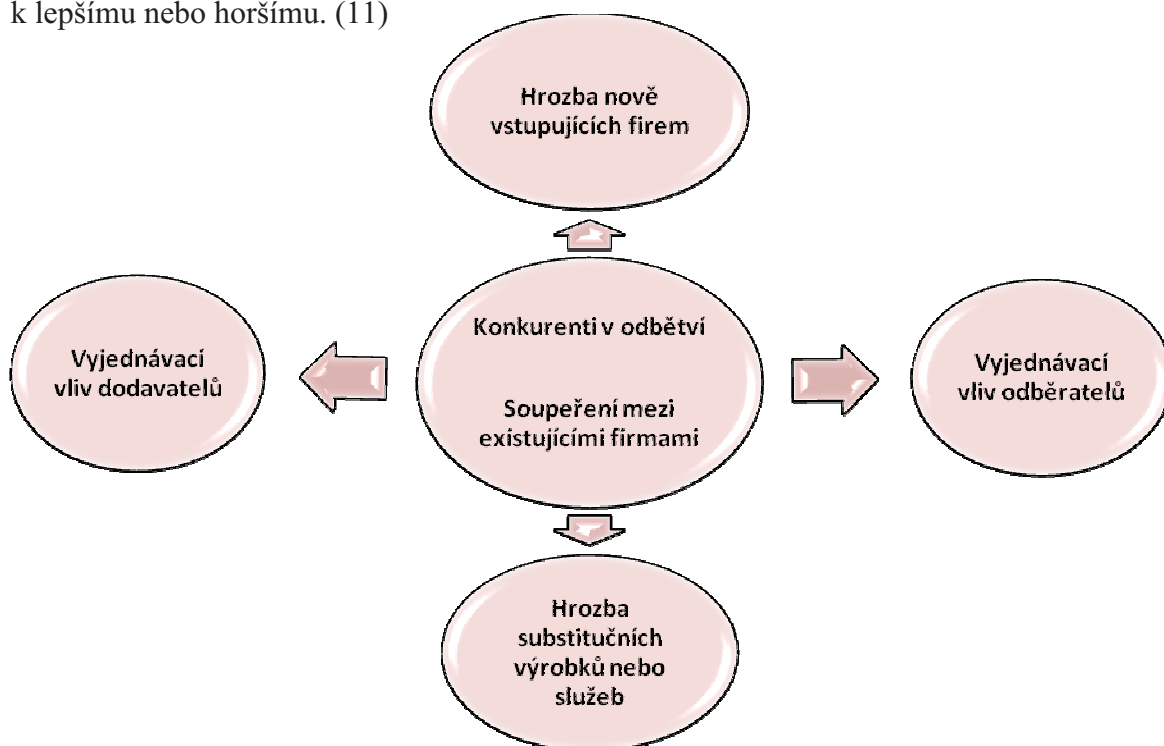 k lepšímu nebo horšímu. (11)
Hrozba nově
vstupujících firem
Konkurenti v odbětví
Soupeření mezi
existujícími firmami
Vyjednávací
vliv dodavatelů
Vyjednávací
vliv odběratelů
Hrozba
substitučních
výrobků nebo
služeb